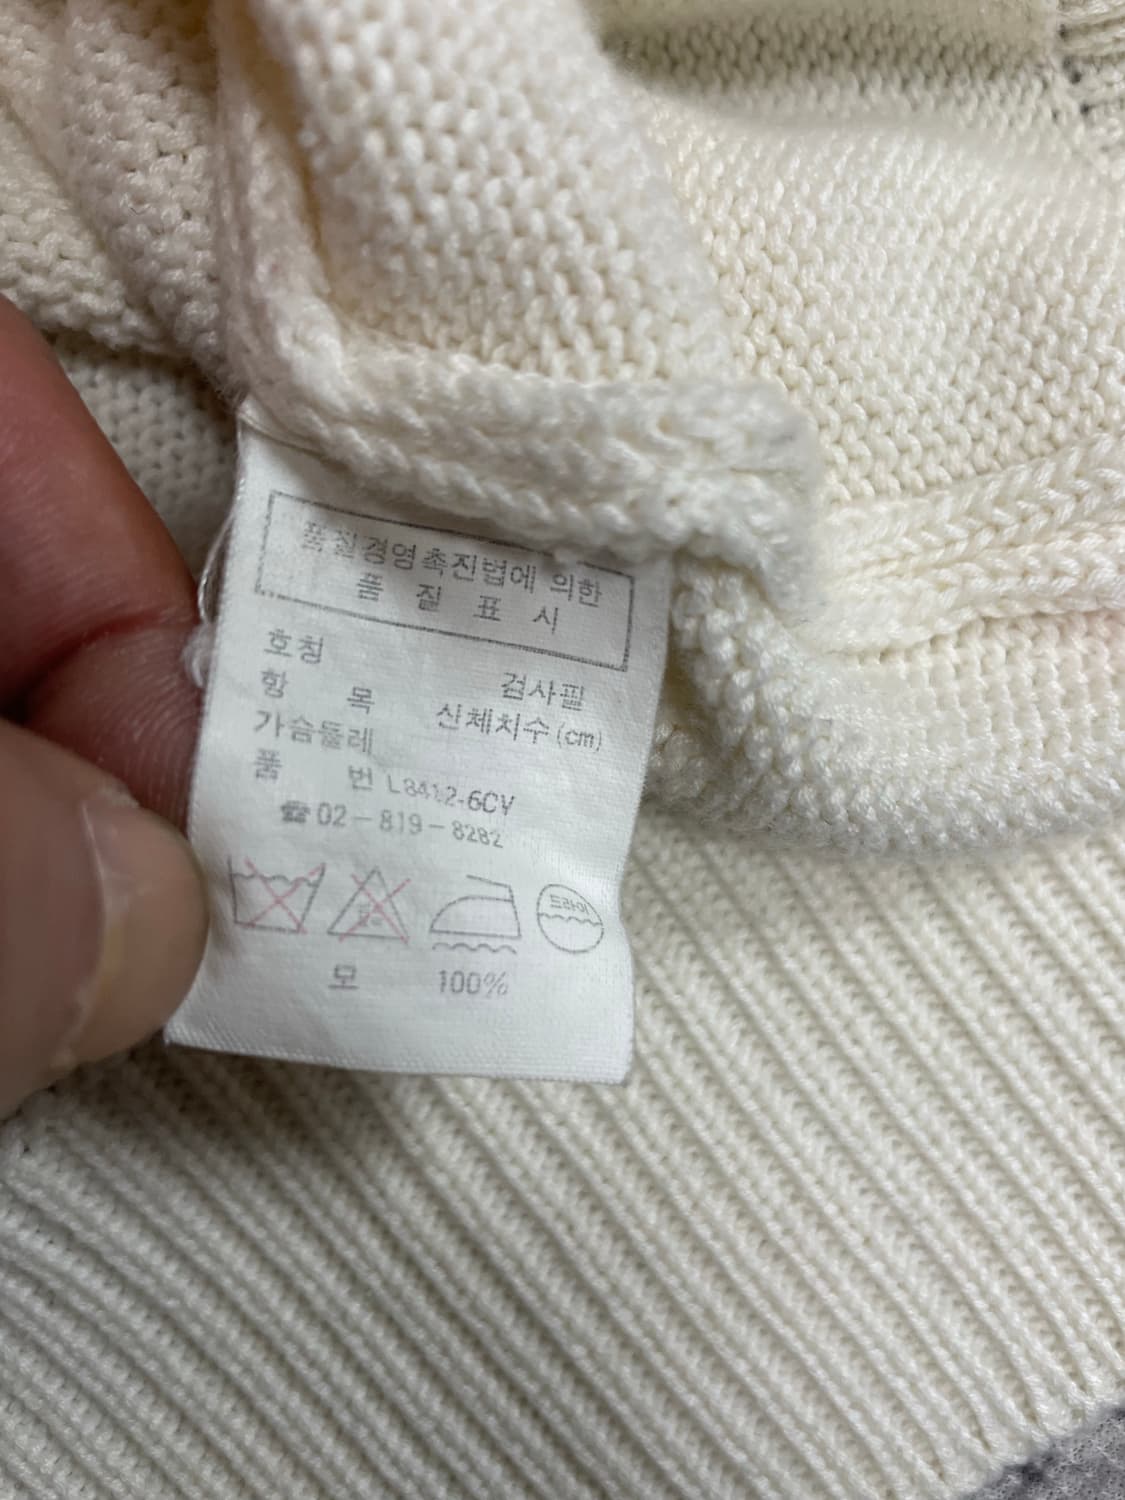 품질경영촉진법에 의한
품 질 표 시
호칭
검사필
항 목 신체치수(cm)
가슴둘레
품 번 L8412-6CV
☎02-819-8282
드라이
모 100%